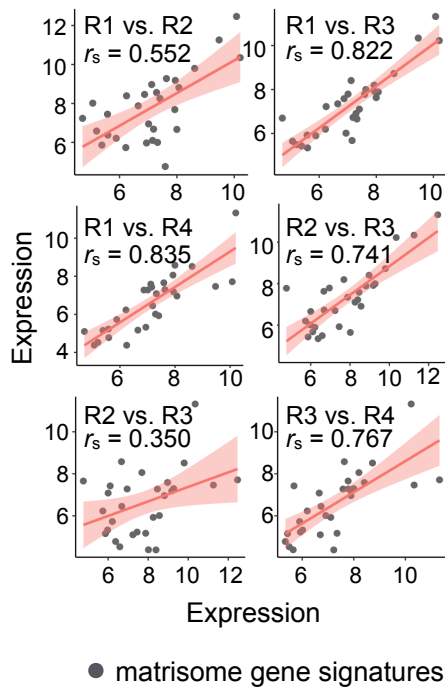 R1 vs. R2
rs = 0.552
12
10
8
6
6 8 10
R1 vs. R3
rs = 0.822
10
8
6
6 8 10
R1 vs. R4
rs = 0.835
10
8
6
4
6 8 10
R2 vs. R3
rs = 0.741
10
8
6
6 8 10 12
R2 vs. R3
rs = 0.350
10
8
6
6 8 10 12
R3 vs. R4
rs = 0.767
10
8
6
6 8 10
Expression
Expression
matrisome gene signatures